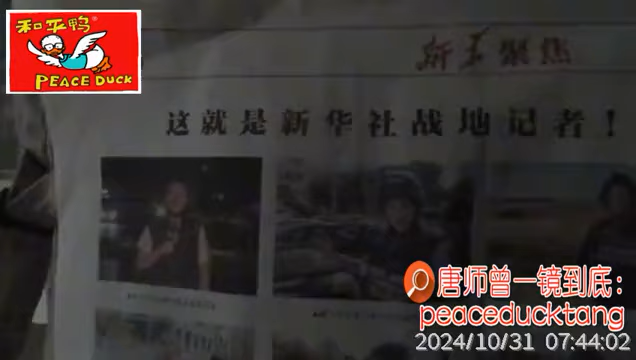 和平鸭
PEACE DUCK
新华聚焦
这就是新华社战地记者！
唐师曾一镜到底：
peaceducktang
2024/10/31 07:44:02